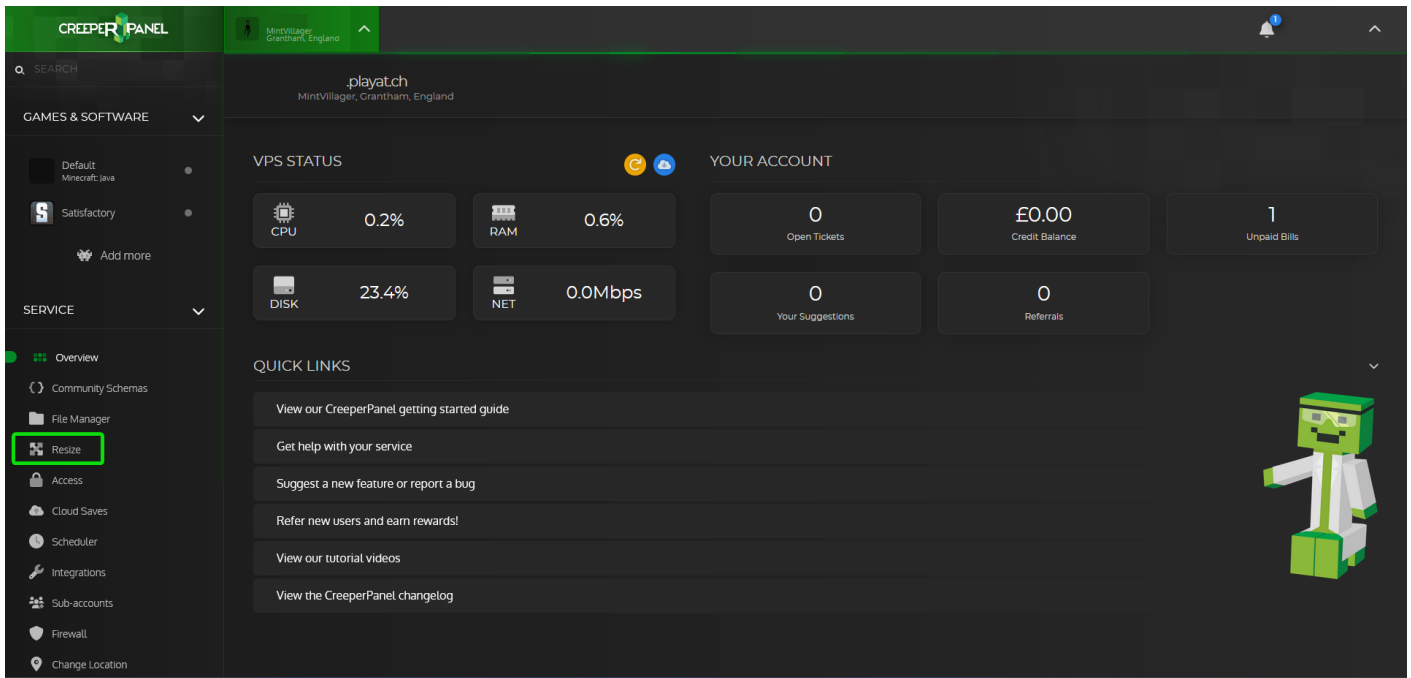 CREEPER PANEL
MintVillager
Grantham, England
1
SEARCH
.playat.ch
MintVillager, Grantham, England
GAMES & SOFTWARE
Default
Minecraft: Java
S
Satisfactory
Add more
SERVICE
Overview
Community Schemas
File Manager
Resize
Access
Cloud Saves
Scheduler
Integrations
Sub-accounts
Firewall
Change Location
VPS STATUS
CPU
0.2%
RAM
0.6%
DISK
23.4%
NET
0.0Mbps
YOUR ACCOUNT
0
Open Tickets
£0.00
Credit Balance
1
Unpaid Bills
0
Your Suggestions
0
Referrals
QUICK LINKS
View our CreeperPanel getting started guide
Get help with your service
Suggest a new feature or report a bug
Refer new users and earn rewards!
View our tutorial videos
View the CreeperPanel changelog